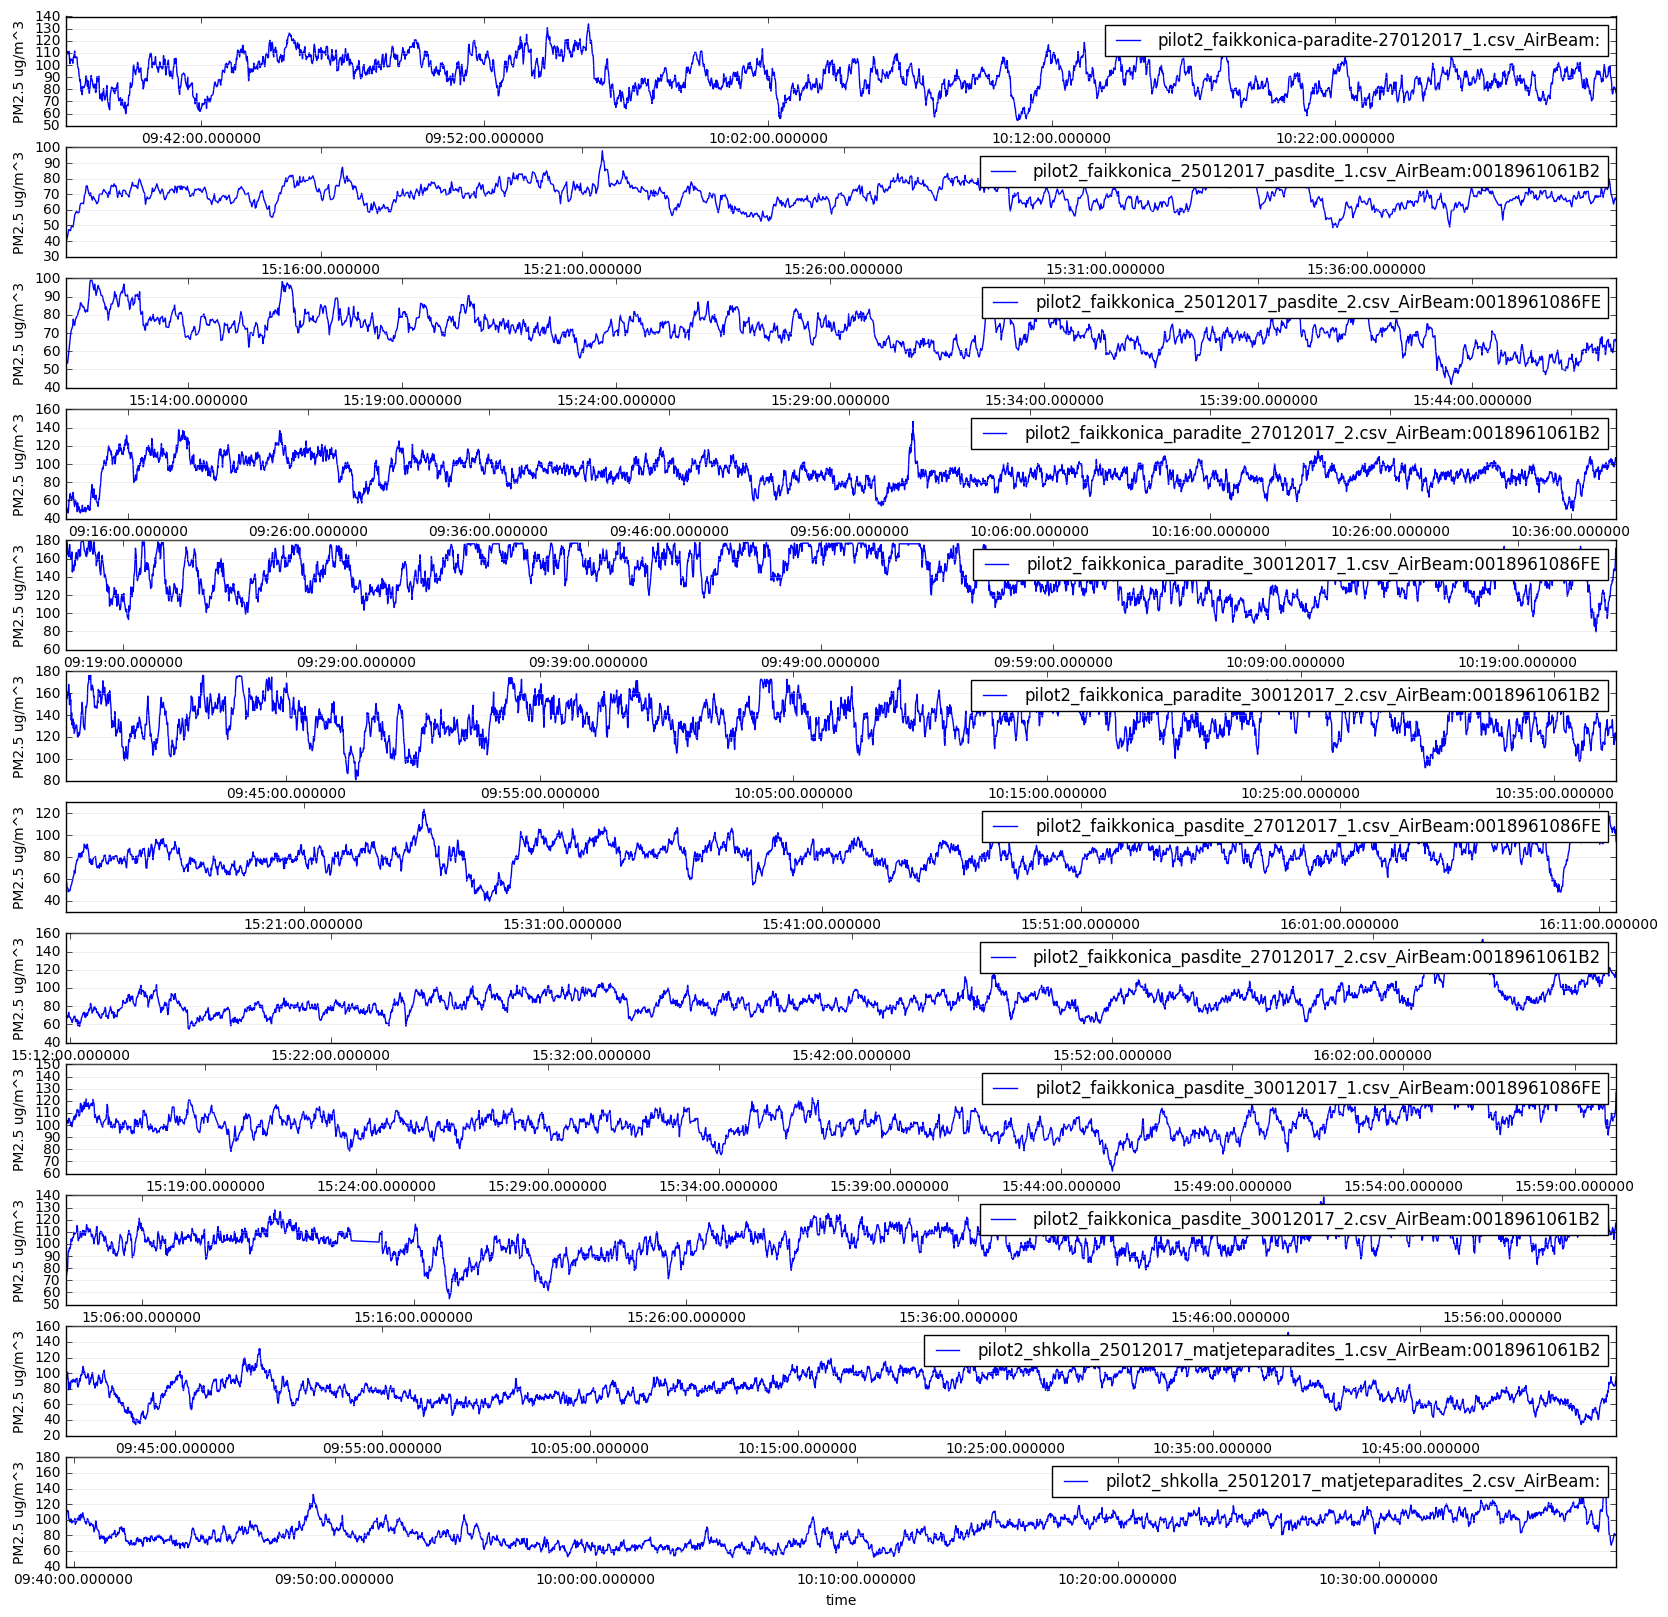 140
130
120
110
100
90
80
70
60
50
PM2.5 ug/m^3
pilot2_faikkonica-paradite-27012017_1.csv_AirBeam:
09:42:00.000000 09:52:00.000000 10:02:00.000000 10:12:00.000000 10:22:00.000000
100
90
80
70
60
50
40
30
PM2.5 ug/m^3
pilot2_faikkonica_25012017_pasdite_1.csv_AirBeam:0018961061B2
15:16:00.000000 15:21:00.000000 15:26:00.000000 15:31:00.000000 15:36:00.000000
100
90
80
70
60
50
40
PM2.5 ug/m^3
pilot2_faikkonica_25012017_pasdite_2.csv_AirBeam:0018961086FE
15:14:00.000000 15:19:00.000000 15:24:00.000000 15:29:00.000000 15:34:00.000000 15:39:00.000000 15:44:00.000000
160
140
120
100
80
60
40
PM2.5 ug/m^3
pilot2_faikkonica_paradite_27012017_2.csv_AirBeam:0018961061B2
09:16:00.000000 09:26:00.000000 09:36:00.000000 09:46:00.000000 09:56:00.000000 10:06:00.000000 10:16:00.000000 10:26:00.000000 10:36:00.000000
180
160
140
120
100
80
60
PM2.5 ug/m^3
pilot2_faikkonica_paradite_30012017_1.csv_AirBeam:0018961086FE
09:19:00.000000 09:29:00.000000 09:39:00.000000 09:49:00.000000 09:59:00.000000 10:09:00.000000 10:19:00.000000
180
160
140
120
100
80
PM2.5 ug/m^3
pilot2_faikkonica_paradite_30012017_2.csv_AirBeam:0018961061B2
09:45:00.000000 09:55:00.000000 10:05:00.000000 10:15:00.000000 10:25:00.000000 10:35:00.000000
120
100
80
60
40
PM2.5 ug/m^3
pilot2_faikkonica_pasdite_27012017_1.csv_AirBeam:0018961086FE
15:21:00.000000 15:31:00.000000 15:41:00.000000 15:51:00.000000 16:01:00.000000 16:11:00.000000
160
140
120
100
80
60
40
PM2.5 ug/m^3
pilot2_faikkonica_pasdite_27012017_2.csv_AirBeam:0018961061B2
15:12:00.000000 15:22:00.000000 15:32:00.000000 15:42:00.000000 15:52:00.000000 16:02:00.000000
150
140
130
120
110
100
90
80
70
60
PM2.5 ug/m^3
pilot2_faikkonica_pasdite_30012017_1.csv_AirBeam:0018961086FE
15:19:00.000000 15:24:00.000000 15:29:00.000000 15:34:00.000000 15:39:00.000000 15:44:00.000000 15:49:00.000000 15:54:00.000000 15:59:00.000000
140
130
120
110
100
90
80
70
60
50
PM2.5 ug/m^3
pilot2_faikkonica_pasdite_30012017_2.csv_AirBeam:0018961061B2
15:06:00.000000 15:16:00.000000 15:26:00.000000 15:36:00.000000 15:46:00.000000 15:56:00.000000
160
140
120
100
80
60
40
20
PM2.5 ug/m^3
pilot2_shkolla_25012017_matjeteparadites_1.csv_AirBeam:0018961061B2
09:45:00.000000 09:55:00.000000 10:05:00.000000 10:15:00.000000 10:25:00.000000 10:35:00.000000 10:45:00.000000
180
160
140
120
100
80
60
40
PM2.5 ug/m^3
pilot2_shkolla_25012017_matjeteparadites_2.csv_AirBeam:
09:40:00.000000 09:50:00.000000 10:00:00.000000 10:10:00.000000 10:20:00.000000 10:30:00.000000
time